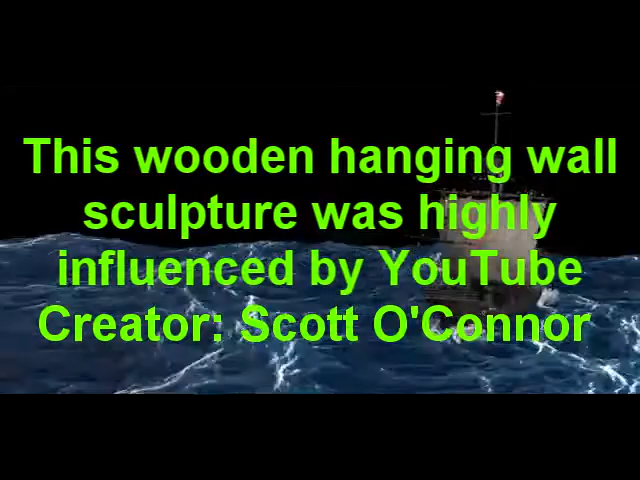 This wooden hanging wall
sculpture was highly
influenced by YouTube
Creator: Scott O'Connor